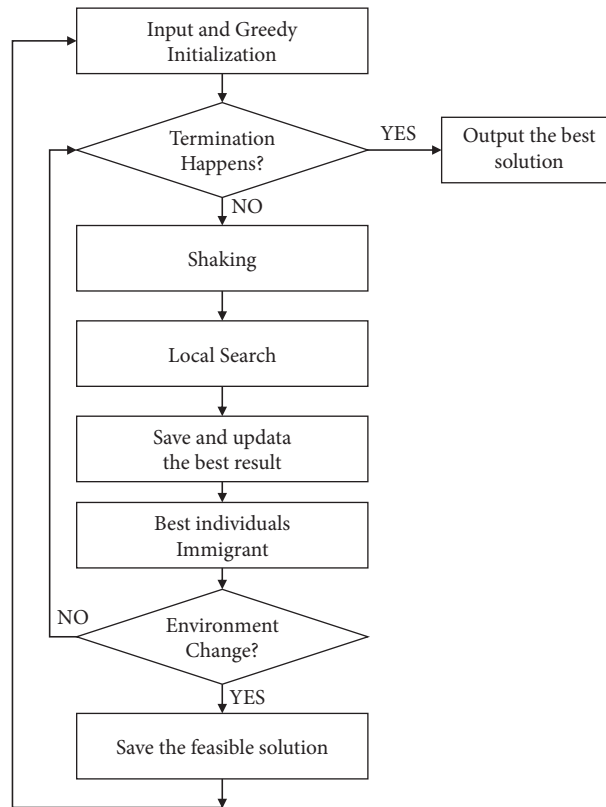 Input and Greedy
Initialization
Termination
Happens?
YES
Output the best
solution
NO
Shaking
Local Search
Save and updata
the best result
Best individuals
Immigrant
NO
Environment
Change?
YES
Save the feasible solution